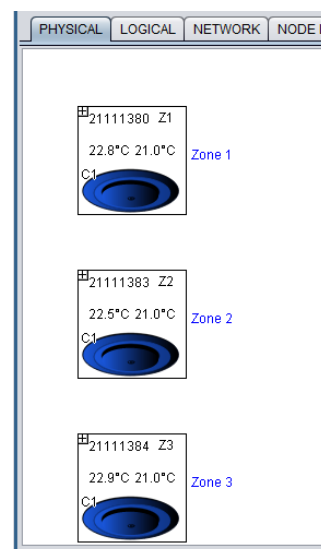 PHYSICAL LOGICAL NETWORK NODE
21111380 Z1
22.8°C 21.0°C
Zone 1
C1
21111383 Z2
22.5°C 21.0°C
Zone 2
C1
21111384 Z3
22.9°C 21.0°C
Zone 3
C1